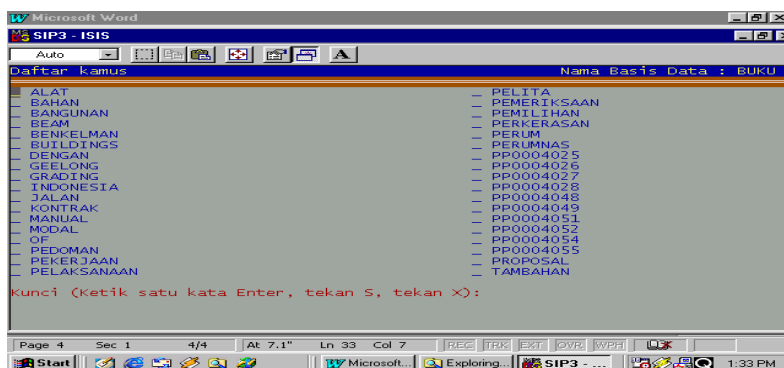 Microsoft Word
SIP3 - ISIS
Auto
A
Daftar kamus Nama Basis Data : BUKU
_ ALAT _ PELITA
_ BAHAN _ PEMERIKSAAN
_ BANGUNAN _ PEMILIHAN
_ BEAM _ PERKERASAN
_ BENKELMAN _ PERUM
_ BUILDINGS _ PERUMNAS
_ DENGAN _ PP0004025
_ GEELONG _ PP0004026
_ GRADING _ PP0004027
_ INDONESIA _ PP0004028
_ JALAN _ PP0004048
_ KONTRAK _ PP0004049
_ MANUAL _ PP0004051
_ MODAL _ PP0004052
_ OF _ PP0004054
_ PEDOMAN _ PP0004055
_ PEKERJAAN _ PROPOSAL
_ PELAKSANAAN _ TAMBAHAN
Kunci (Ketik satu kata Enter, tekan S, tekan X):
Page 4 Sec 1 4/4 At 7.1" Ln 33 Col 7 REC TRK EXT OVR WPH
Start Microsoft... Exploring... SIP3 - ... 1:33 PM